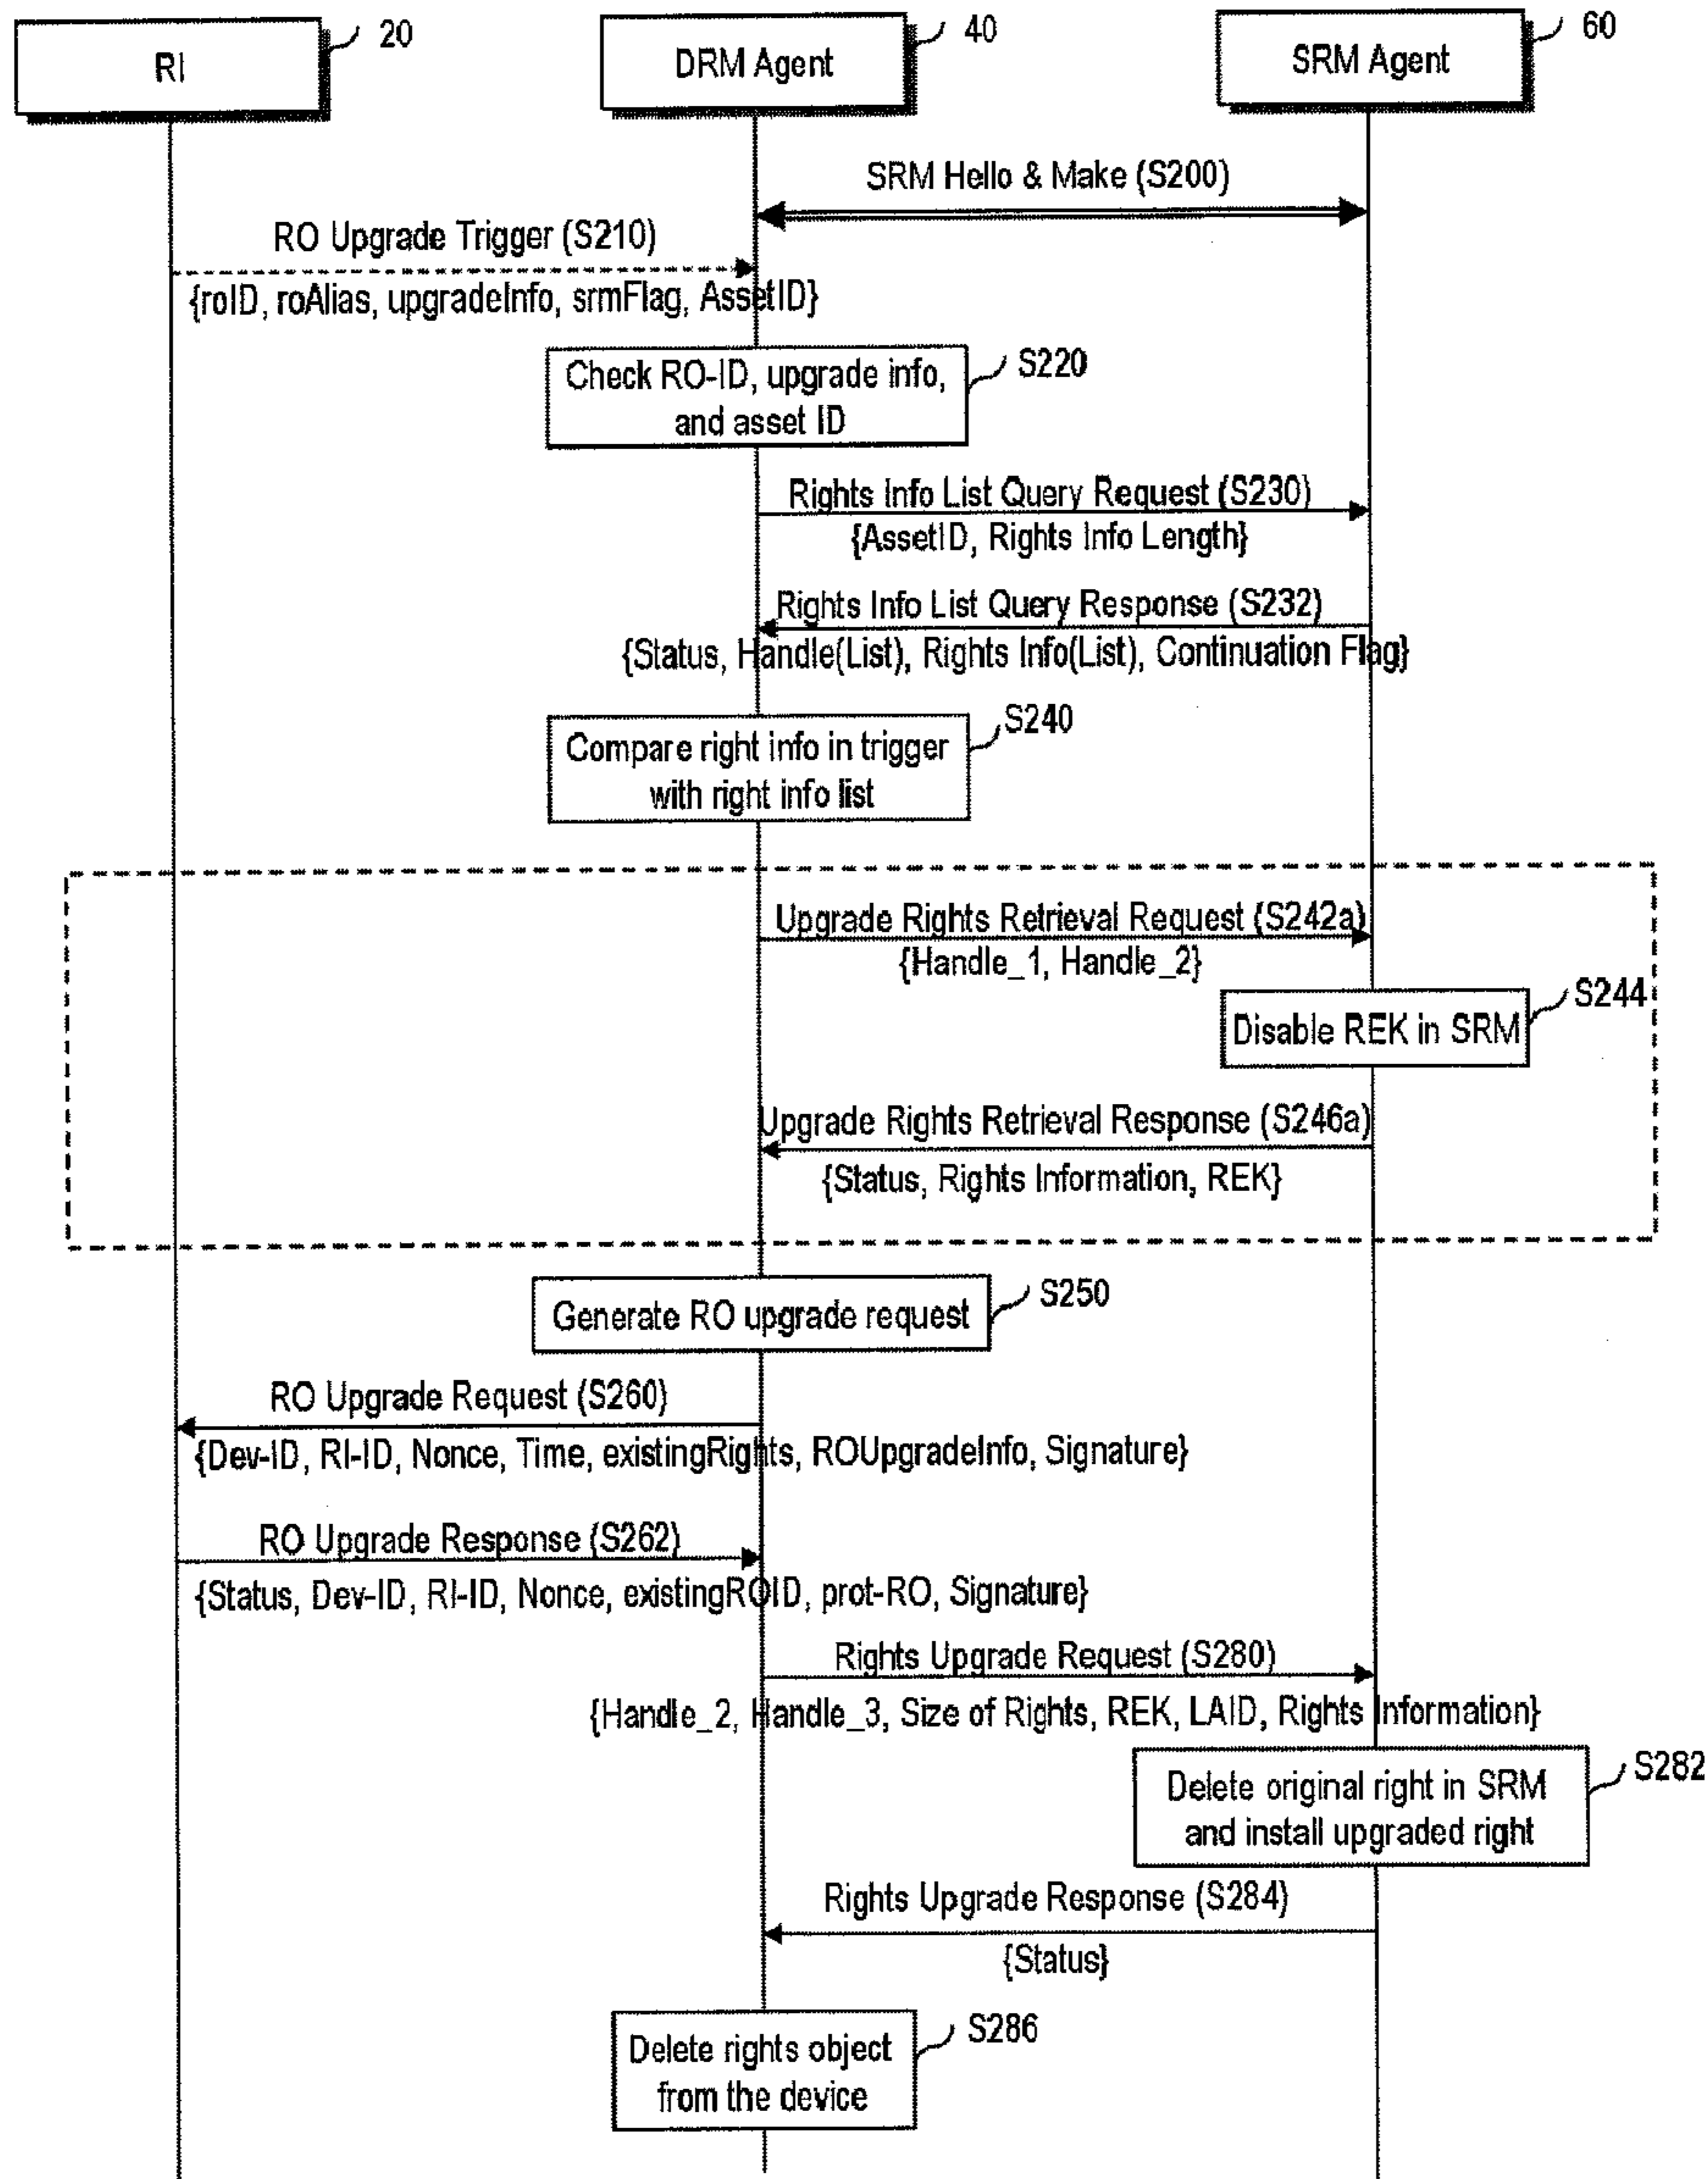 RI
20
DRM Agent
40
SRM Agent
60
SRM Hello & Make (S200)
RO Upgrade Trigger (S210)
{roID, roAlias, upgradeInfo, srmFlag, AssetID}
Check RO-ID, upgrade info,
and asset ID
S220
Rights Info List Query Request (S230)
{AssetID, Rights Info Length}
Rights Info List Query Response (S232)
{Status, Handle(List), Rights Info(List), Continuation Flag}
Compare right info in trigger
with right info list
S240
Upgrade Rights Retrieval Request (S242a)
{Handle_1, Handle_2}
Disable REK in SRM
S244
Upgrade Rights Retrieval Response (S246a)
{Status, Rights Information, REK}
Generate RO upgrade request
S250
RO Upgrade Request (S260)
{Dev-ID, RI-ID, Nonce, Time, existingRights, ROUpgradeInfo, Signature}
RO Upgrade Response (S262)
{Status, Dev-ID, RI-ID, Nonce, existingROID, prot-RO, Signature}
Rights Upgrade Request (S280)
{Handle_2, Handle_3, Size of Rights, REK, LAID, Rights Information}
Delete original right in SRM
and install upgraded right
S282
Rights Upgrade Response (S284)
{Status}
Delete rights object
from the device
S286